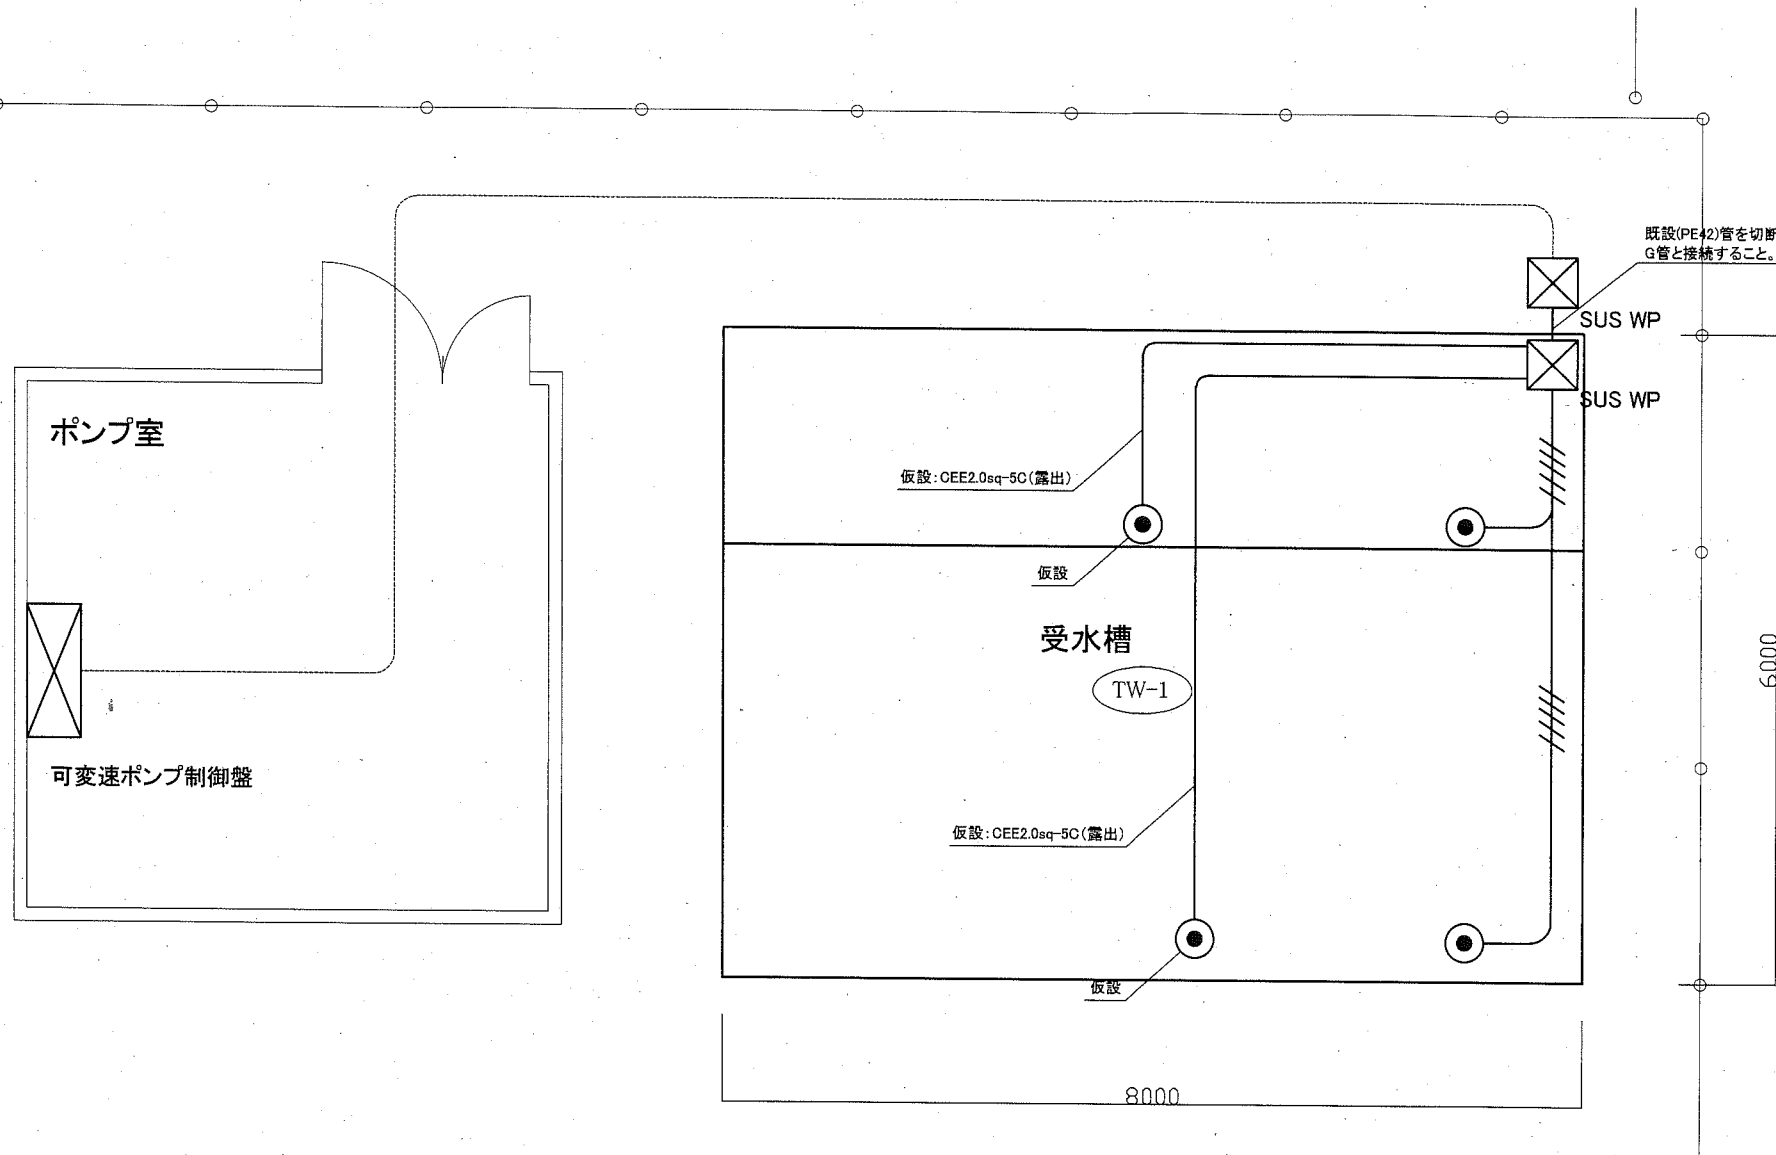 既設(PE42)管を切断
G管と接続すること。
SUS WP
SUS WP
ポンプ室
仮設:CEE2.0sq-5C(露出)
仮設
受水槽
TW-1
6000
可変速ポンプ制御盤
仮設:CEE2.0sq-5C(露出)
仮設
8000